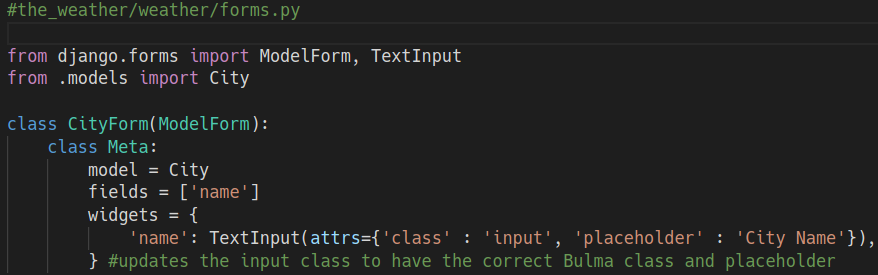 #the_weather/weather/forms.py
from django.forms import ModelForm, TextInput
from .models import City
class CityForm(ModelForm):
    class Meta:
        model = City
        fields = ['name']
        widgets = {
            'name': TextInput(attrs={'class' : 'input', 'placeholder' : 'City Name'}),
        } #updates the input class to have the correct Bulma class and placeholder